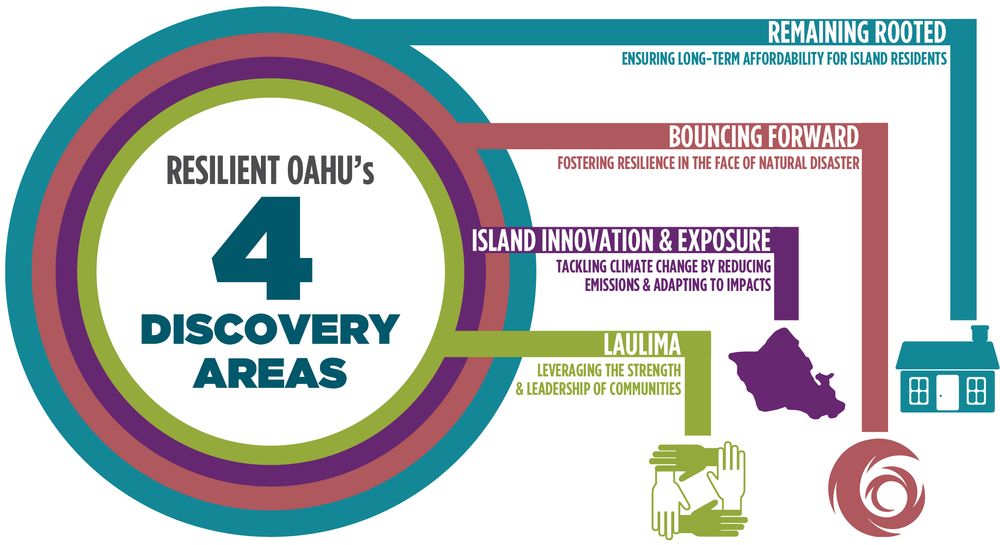 RESILIENT OAHU's
4
DISCOVERY
AREAS
REMAINING ROOTED
ENSURING LONG-TERM AFFORDABILITY FOR ISLAND RESIDENTS
BOUNCING FORWARD
FOSTERING RESILIENCE IN THE FACE OF NATURAL DISASTER
ISLAND INNOVATION & EXPOSURE
TACKLING CLIMATE CHANGE BY REDUCING
EMISSIONS & ADAPTING TO IMPACTS
LAULIMA
LEVERAGING THE STRENGTH
& LEADERSHIP OF COMMUNITIES